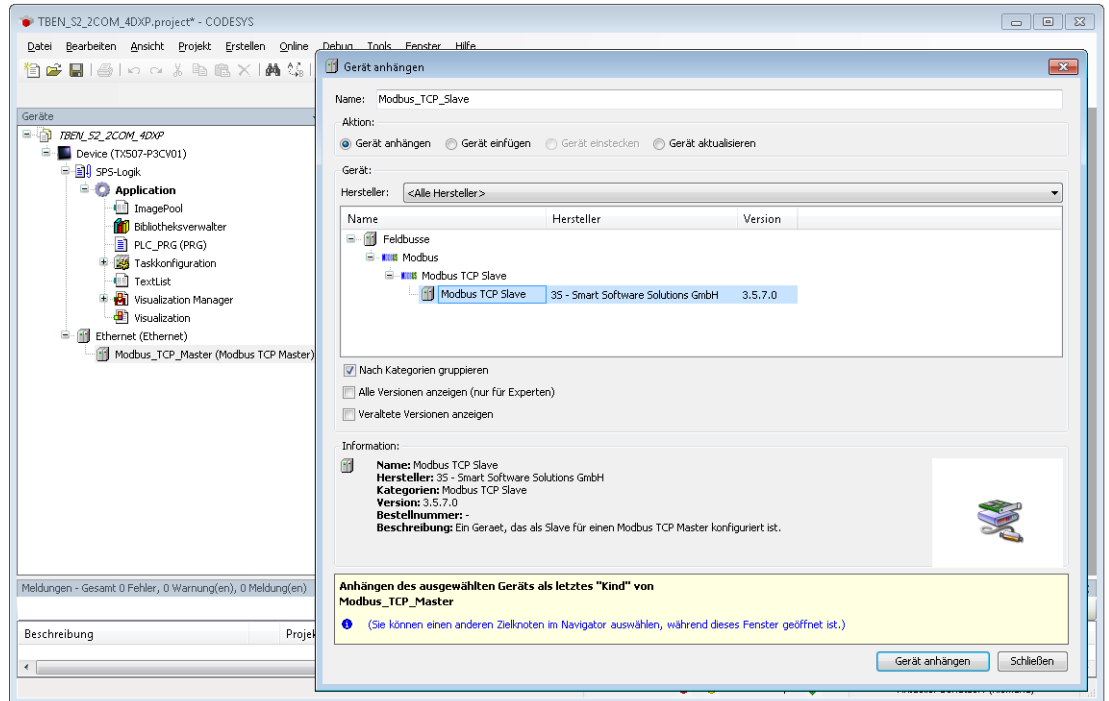 TBEN_S2_2COM_4DXP.project* - CODESYS
Datei Bearbeiten Ansicht Projekt Erstellen Online Debug Tools Fenster Hilfe
Geräte
TBEN_S2_2COM_4DXP
Device (TX507-P3CV01)
SPS-Logik
Application
ImagePool
Bibliotheksverwalter
PLC_PRG (PRG)
Taskkonfiguration
TextList
Visualization Manager
Visualization
Ethernet (Ethernet)
Modbus_TCP_Master (Modbus TCP Master)
Meldungen - Gesamt 0 Fehler, 0 Warnung(en), 0 Meldung(en)
Beschreibung Projek
Gerät anhängen
Name: Modbus_TCP_Slave
Aktion:
Gerät anhängen Gerät einfügen Gerät einstecken Gerät aktualisieren
Gerät:
Hersteller: <Alle Hersteller>
Name Hersteller Version
Feldbusse
Modbus
Modbus TCP Slave
Modbus TCP Slave 3S - Smart Software Solutions GmbH 3.5.7.0
Nach Kategorien gruppieren
Alle Versionen anzeigen (nur für Experten)
Veraltete Versionen anzeigen
Information:
Name: Modbus TCP Slave
Hersteller: 3S - Smart Software Solutions GmbH
Kategorien: Modbus TCP Slave
Version: 3.5.7.0
Bestellnummer: -
Beschreibung: Ein Geraet, das als Slave für einen Modbus TCP Master konfiguriert ist.
Anhängen des ausgewählten Geräts als letztes "Kind" von
Modbus_TCP_Master
(Sie können einen anderen Zielknoten im Navigator auswählen, während dieses Fenster geöffnet ist.)
Gerät anhängen Schließen